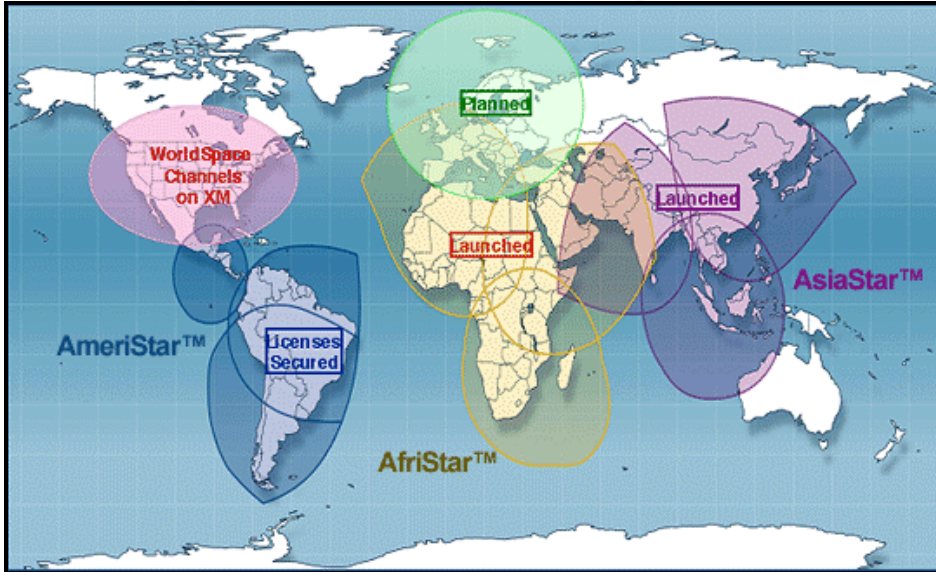 Planned
WorldSpace
Channels
on XM
Launched
Launched
AsiaStar™
AmeriStar™
Licenses
Secured
AfriStar™